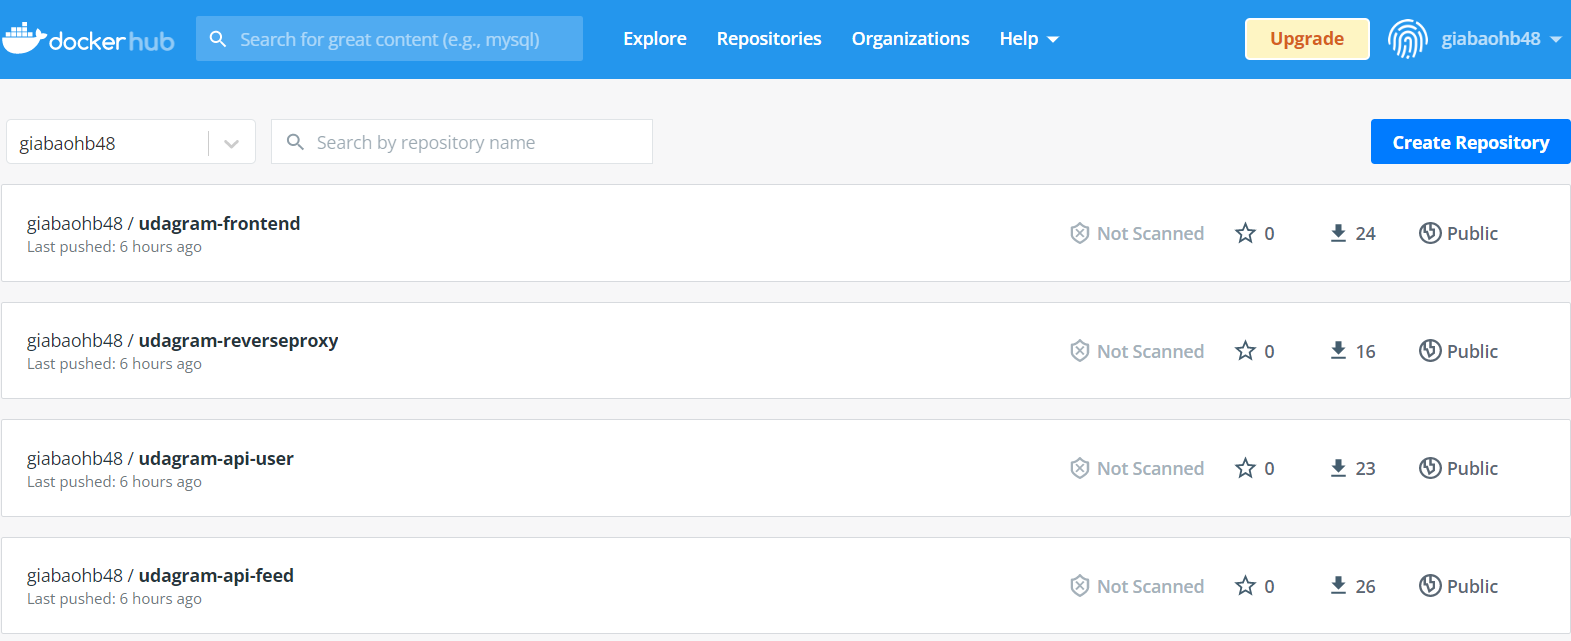 dockerhub Search for great content (e.g., mysql) Explore Repositories Organizations Help Upgrade giabaohb48
giabaohb48 Search by repository name Create Repository
giabaohb48 / udagram-frontend
Last pushed: 6 hours ago
Not Scanned 0 24 Public
giabaohb48 / udagram-reverseproxy
Last pushed: 6 hours ago
Not Scanned 0 16 Public
giabaohb48 / udagram-api-user
Last pushed: 6 hours ago
Not Scanned 0 23 Public
giabaohb48 / udagram-api-feed
Last pushed: 6 hours ago
Not Scanned 0 26 Public